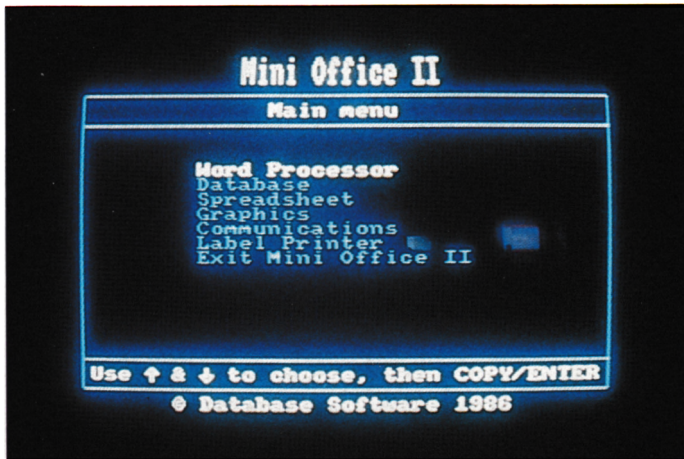 Mini Office II
Main menu
Word Processor
Database
Spreadsheet
Graphics
Communications
Label Printer
Exit Mini Office II
Use ↑ & ↓ to choose, then COPY/ENTER
© Database Software 1986